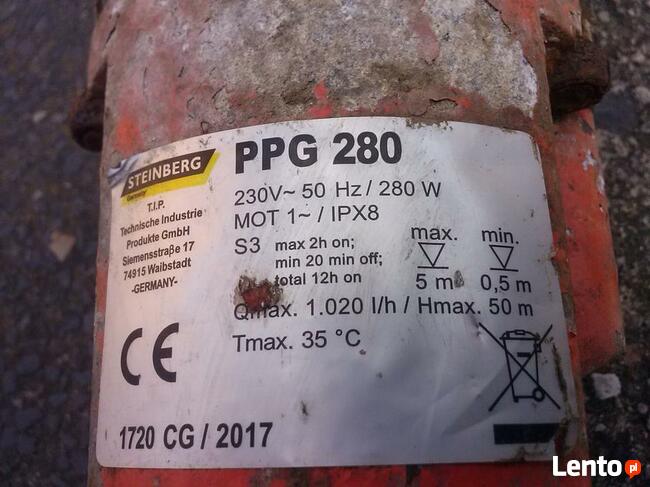 STEINBERG
Germany
T.I.P.
Technische Industrie
Produkte GmbH
Siemensstraße 17
74915 Waibstadt
-GERMANY-
PPG 280
230V~ 50 Hz / 280 W
MOT 1~ / IPX8
S3 max 2h on;
min 20 min off;
total 12h on
max. min.
5 m 0,5 m
Qmax. 1.020 l/h / Hmax. 50 m
Tmax. 35 °C
CE
1720 CG / 2017
Lento.pl